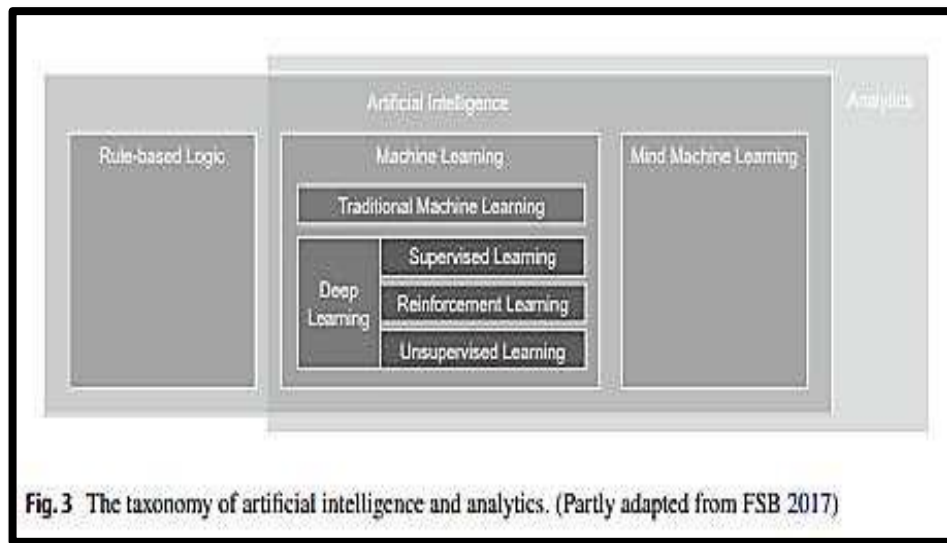 Artificial Intelligence
Analytics
Rule-based Logic
Machine Learning
Mind Machine Learning
Traditional Machine Learning
Deep
Learning
Supervised Learning
Reinforcement Learning
Unsupervised Learning
Fig. 3 The taxonomy of artificial intelligence and analytics. (Partly adapted from FSB 2017)